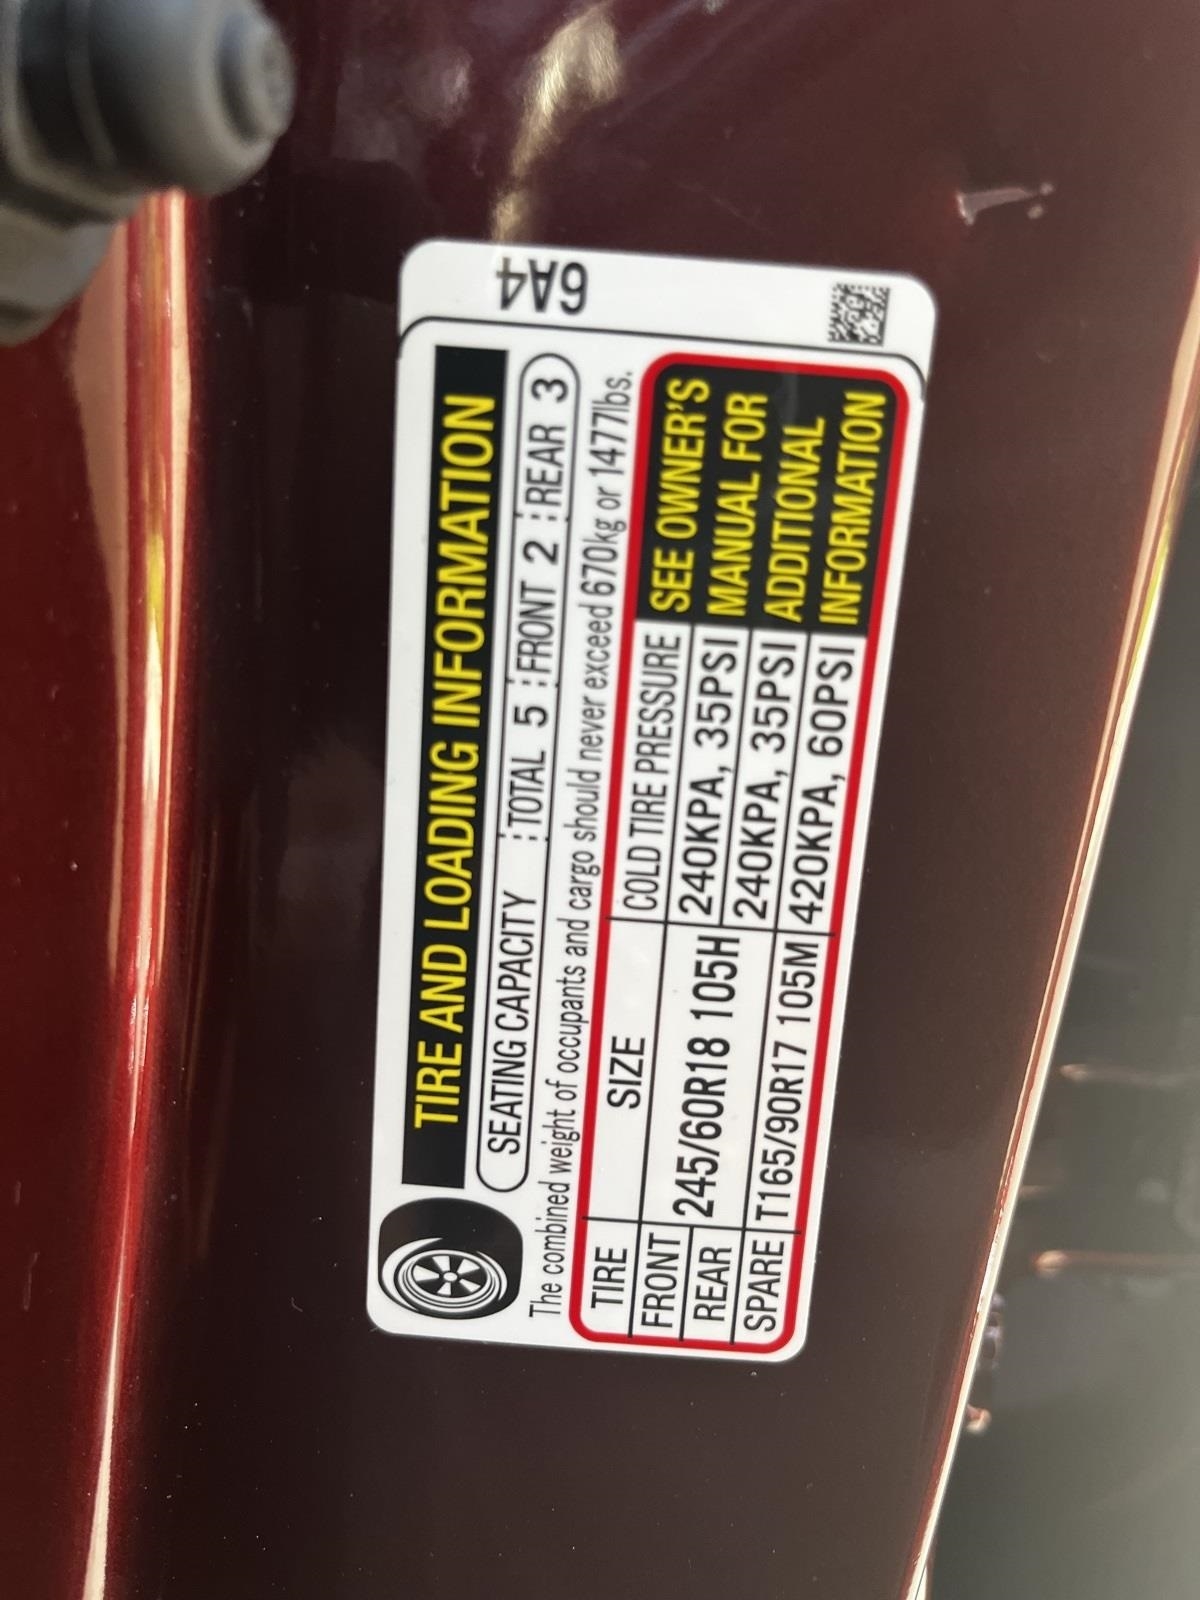 6A4
TIRE AND LOADING INFORMATION
SEATING CAPACITY TOTAL 5 FRONT 2 REAR 3
The combined weight of occupants and cargo should never exceed 670kg or 1477lbs.
TIRE SIZE COLD TIRE PRESSURE
FRONT 245/60R18 105H 240KPA, 35PSI
REAR 240KPA, 35PSI
SPARE T165/90R17 105M 420KPA, 60PSI
SEE OWNER'S
MANUAL FOR
ADDITIONAL
INFORMATION